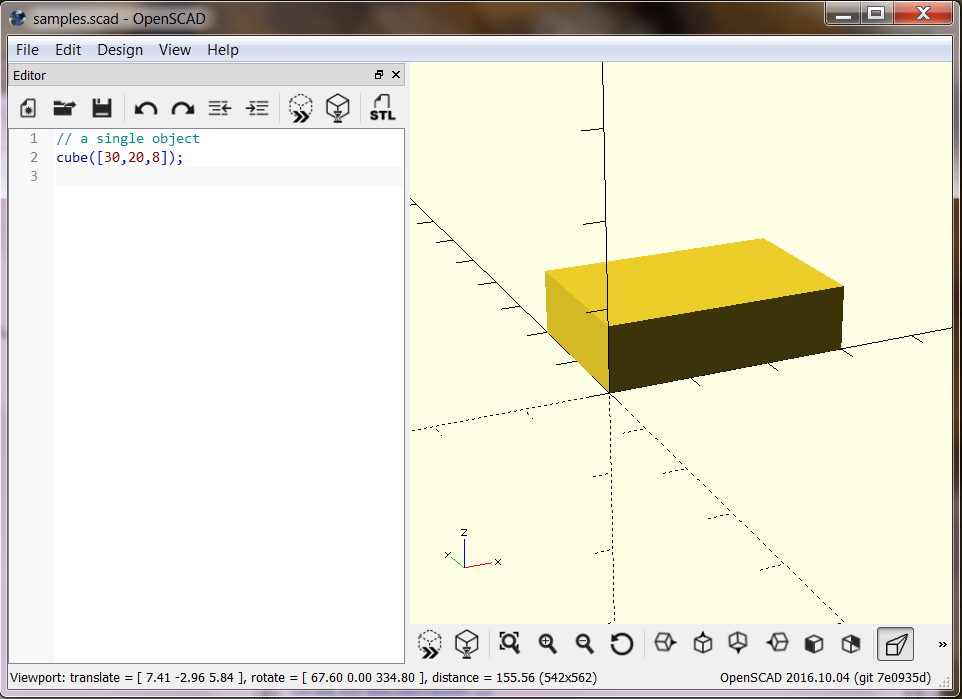 samples.scad - OpenSCAD
File Edit Design View Help
Editor
STL
1 // a single object
2 cube([30,20,8]);
3
z
y
x
»
Viewport: translate = [ 7.41 -2.96 5.84 ], rotate = [ 67.60 0.00 334.80 ], distance = 155.56 (542x562)
OpenSCAD 2016.10.04 (git 7e0935d)